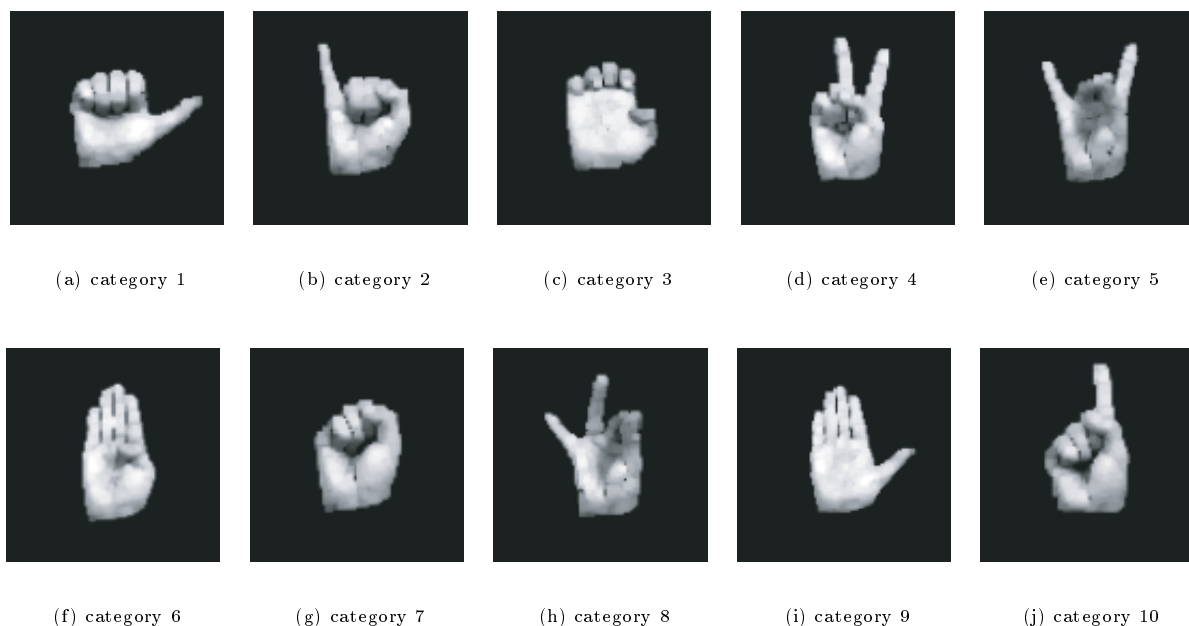 (a) category 1 (b) category 2 (c) category 3 (d) category 4 (e) category 5
(f) category 6 (g) category 7 (h) category 8 (i) category 9 (j) category 10